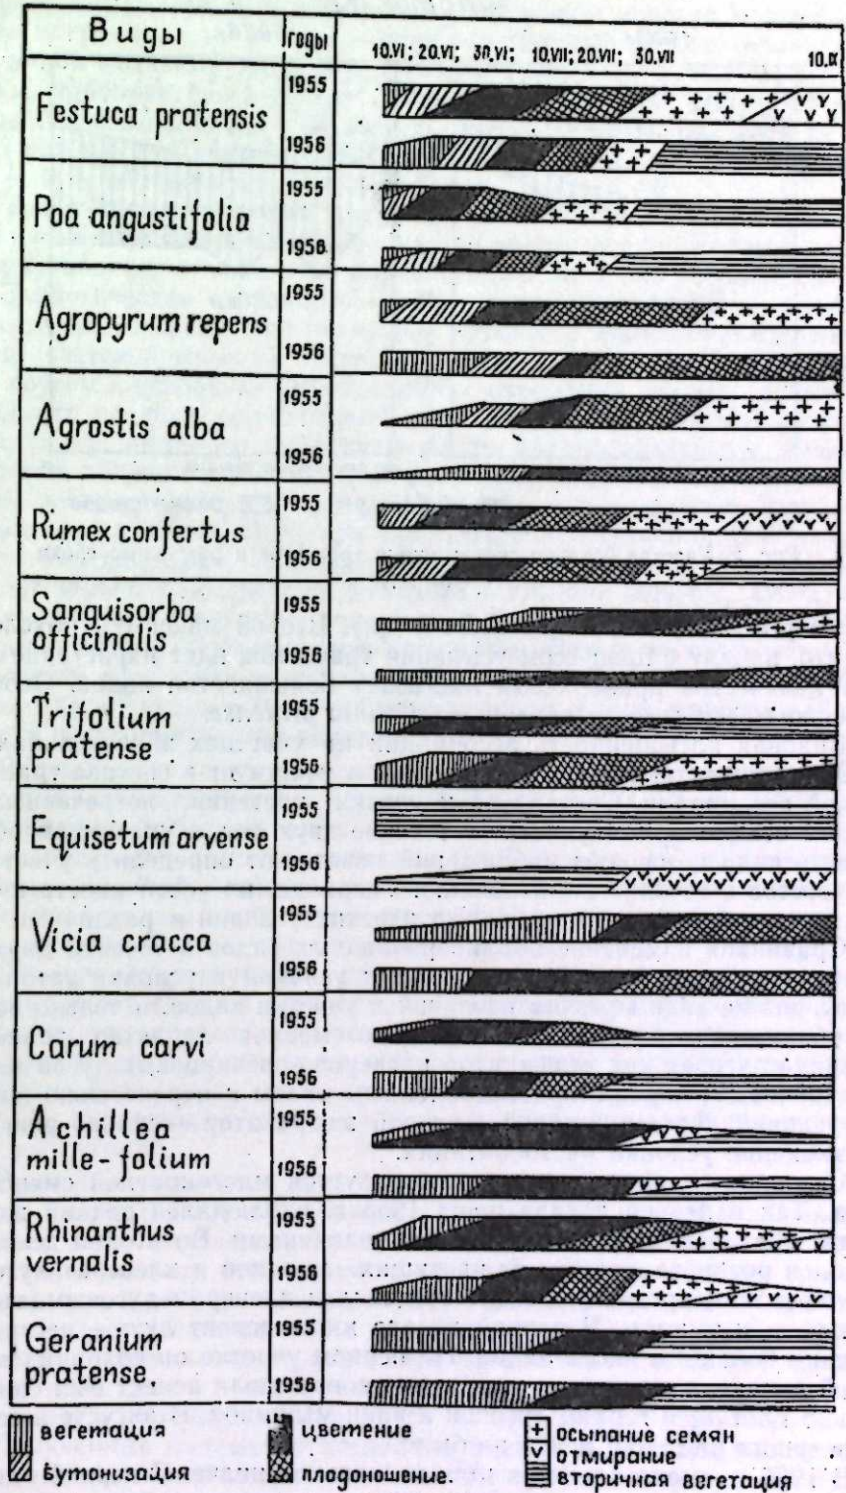 Виды годы 10.VI; 20.VI; 30.VI; 10.VII; 20.VII; 30.VII 10.IX
1955
Festuca pratensis
1956
1955
Poa angustifolia
1956
1955
Agropyrum repens
1956
1955
Agrostis alba
1956
1955
Rumex confertus
1956
Sanguisorba 1955
officinalis
1956
Trifolium 1955
pratense
1956
1955
Equisetum arvense
1956
1955
Vicia cracca
1956
1955
Carum carvi
1956
Achillea 1955
mille-folium
1956
Rhinanthus 1955
vernalis
1956
Geranium 1955
pratense.
1956
вегетация цветение + осыпание семян
бутонизация плодоношение. v отмирание
вторичная вегетация